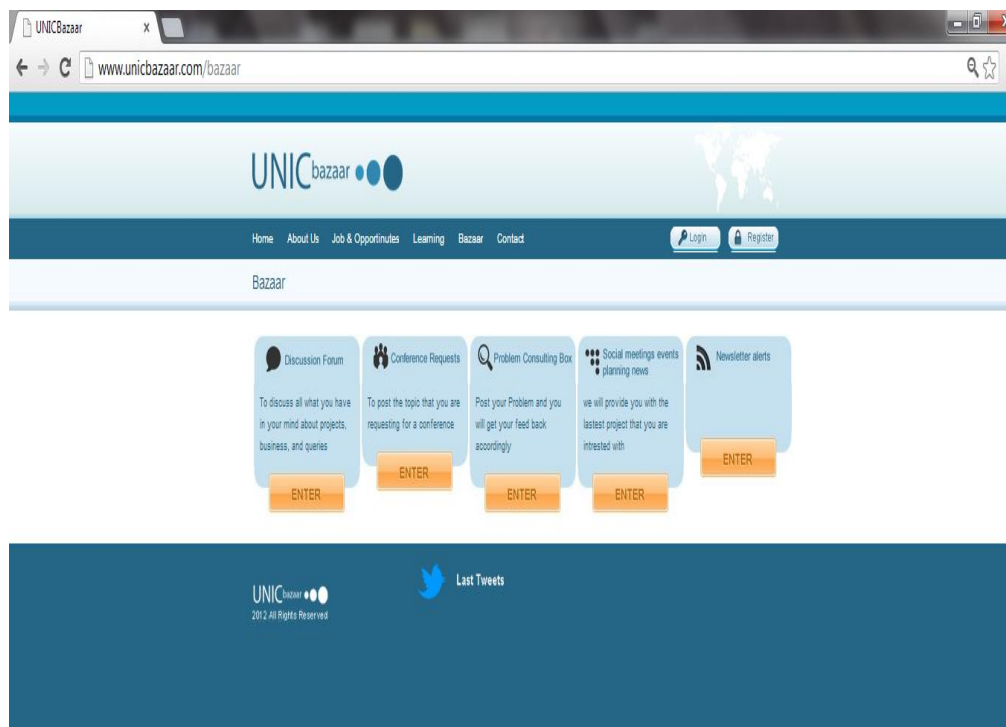 UNICBazaar
www.unicbazaar.com/bazaar
UNIC bazaar
Home About Us Job & Opportinutes Learning Bazaar Contact
Login Register
Bazaar
Discussion Forum
To discuss all what you have
in your mind about projects,
business, and queries
ENTER
Conference Requests
To post the topic that you are
requesting for a conference
ENTER
Problem Consulting Box
Post your Problem and you
will get your feed back
accordingly
ENTER
Social meetings events
planning news
we will provide you with the
lastest project that you are
intrested with
ENTER
Newsletter alerts
ENTER
UNIC bazaar
2012 All Rights Reserved
Last Tweets